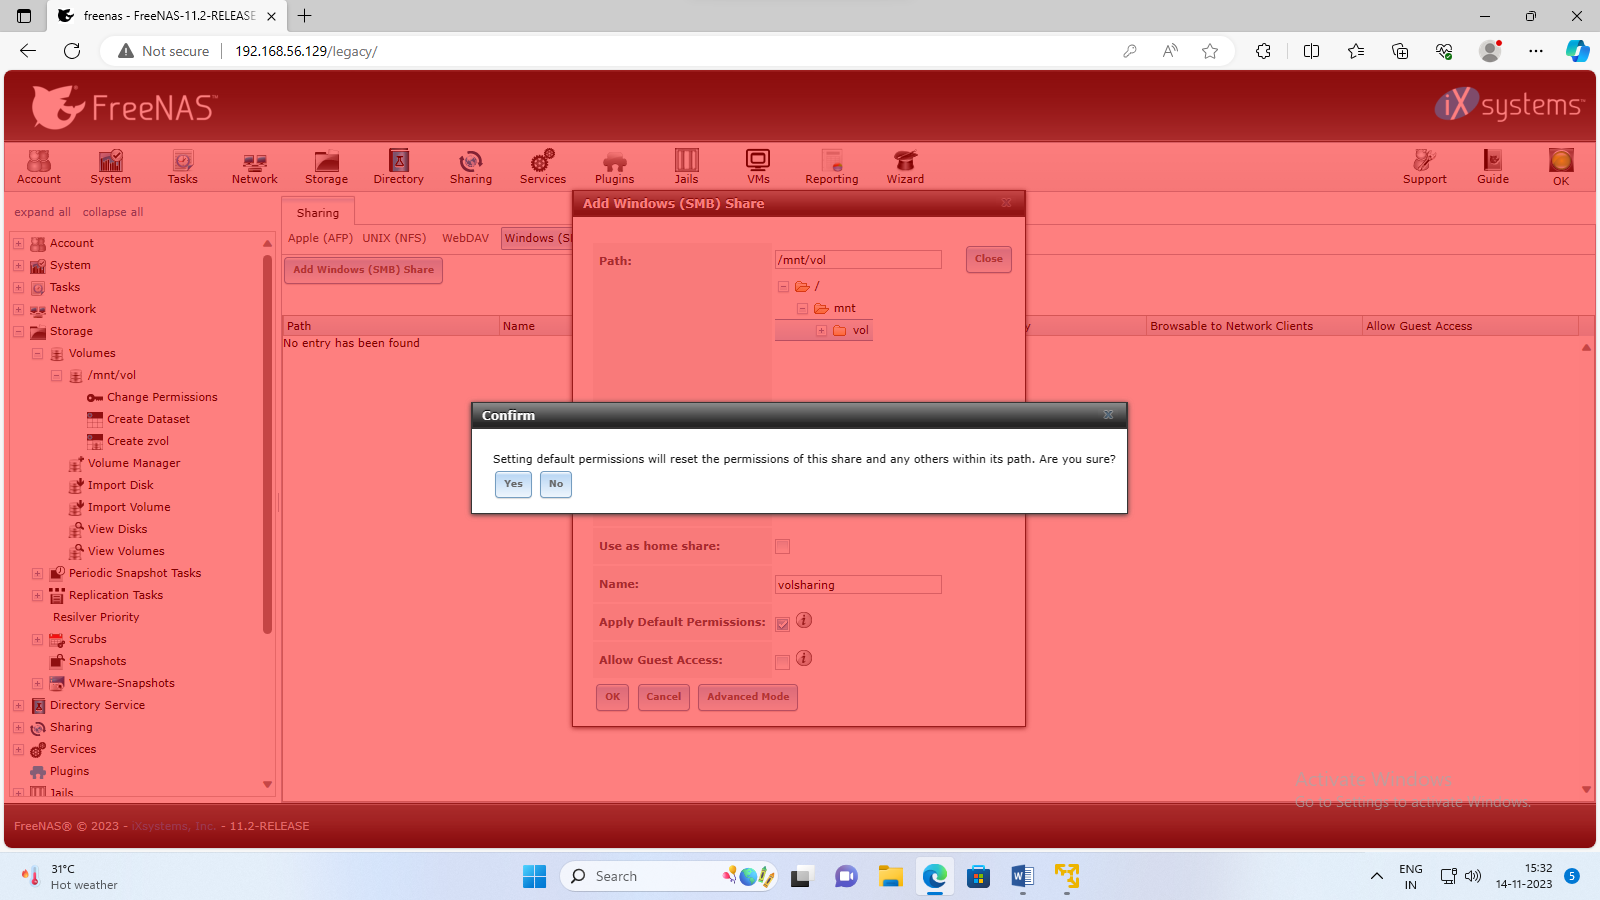 freenas - FreeNAS-11.2-RELEASE
Not secure
192.168.56.129/legacy/
FreeNAS™
iXsystems™
Account
System
Tasks
Network
Storage
Directory
Sharing
Services
Plugins
Jails
VMs
Reporting
Wizard
Support
Guide
OK
expand all collapse all
Account
System
Tasks
Network
Storage
Volumes
/mnt/vol
Change Permissions
Create Dataset
Create zvol
Volume Manager
Import Disk
Import Volume
View Disks
View Volumes
Periodic Snapshot Tasks
Replication Tasks
Resilver Priority
Scrubs
Snapshots
VMware-Snapshots
Directory Service
Sharing
Services
Plugins
Jails
Sharing
Apple (AFP) UNIX (NFS) WebDAV Windows (S
Add Windows (SMB) Share
Path Name y Browsable to Network Clients Allow Guest Access
No entry has been found
Add Windows (SMB) Share
Path:
/mnt/vol
Close
/
mnt
vol
Confirm
Setting default permissions will reset the permissions of this share and any others within its path. Are you sure?
Yes No
Use as home share:
Name: volsharing
Apply Default Permissions:
Allow Guest Access:
OK Cancel Advanced Mode
Activate Windows
Go to Settings to activate Windows.
FreeNAS® © 2023 - iXsystems, Inc. - 11.2-RELEASE
31°C
Hot weather
Search
ENG
IN
15:32
14-11-2023
5